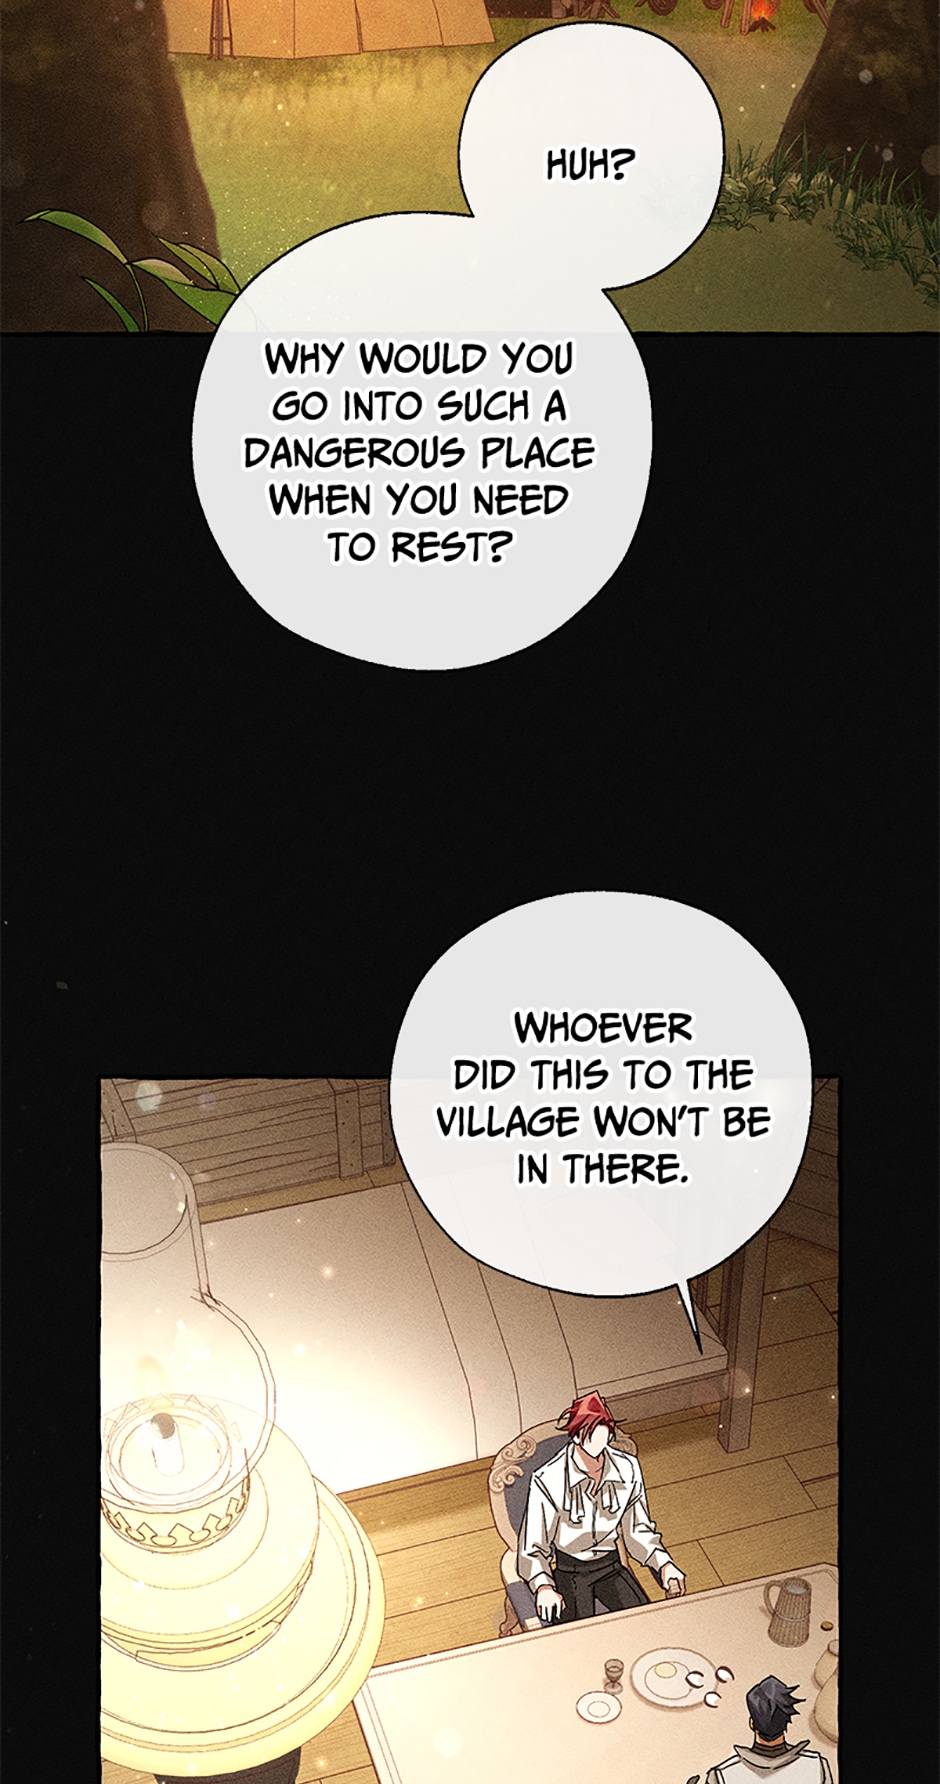 HUH?
WHY WOULD YOU
GO INTO SUCH A
DANGEROUS PLACE
WHEN YOU NEED
TO REST?
WHOEVER
DID THIS TO THE
VILLAGE WON'T BE
IN THERE.